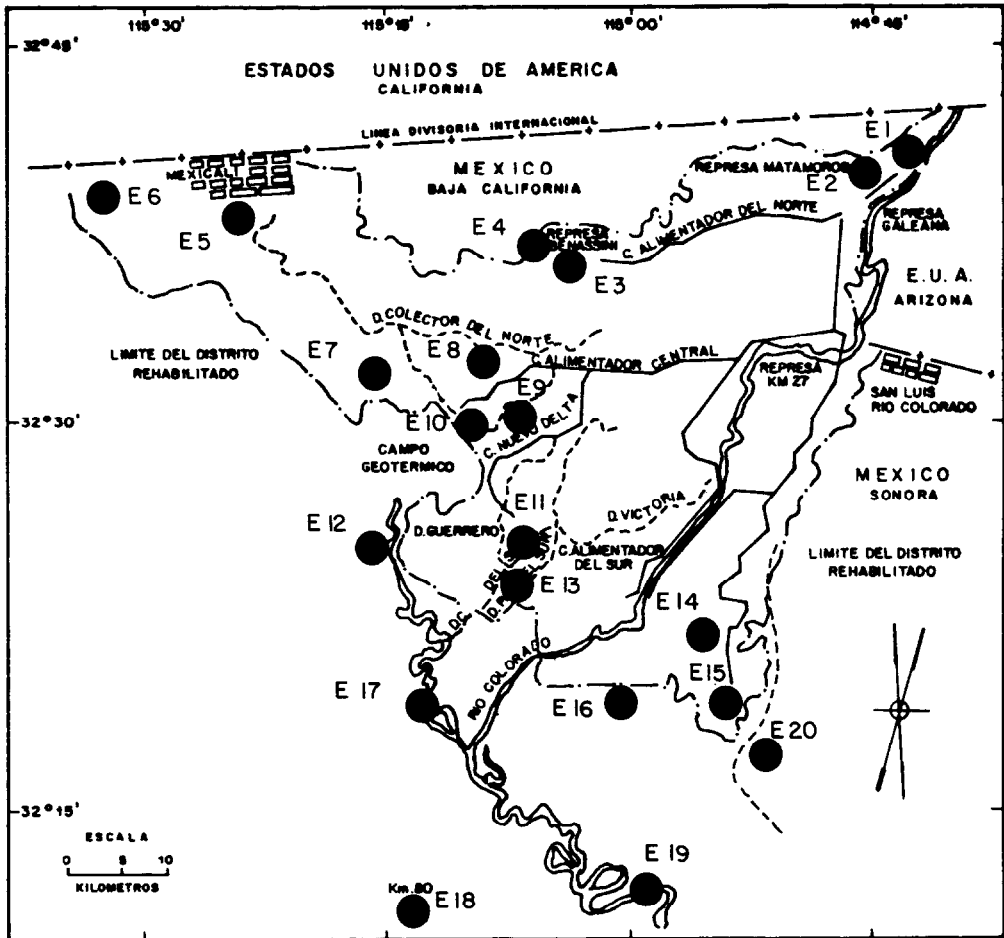 115°30' 115°15' 115°00' 114°45'
32°45'
ESTADOS UNIDOS DE AMERICA
CALIFORNIA
LINEA DIVISORIA INTERNACIONAL
E1
MEXICALI
MEXICO
BAJA CALIFORNIA
REPRESA MATAMOROS
E2
E6
E5
E4
REPRESA
BENASSINI
C. ALIMENTADOR DEL NORTE
REPRESA
GALEANA
E3
E.U.A.
ARIZONA
D. COLECTOR DEL NORTE
LIMITE DEL DISTRITO
REHABILITADO
E7
E8
C. ALIMENTADOR CENTRAL
REPRESA
KM 27
SAN LUIS
RIO COLORADO
E9
E10
C. NUEVO DELTA
32°30'
CAMPO
GEOTERMICO
MEXICO
SONORA
E12
D. GUERRERO
E11
D. VICTORIA
C. ALIMENTADOR
DEL SUR
LIMITE DEL DISTRITO
REHABILITADO
D.C. DEL
E13
E14
RIO COLORADO
E17
E16
E15
E20
32°15'
ESCALA
0 5 10
KILOMETROS
Km. 80
E18
E19